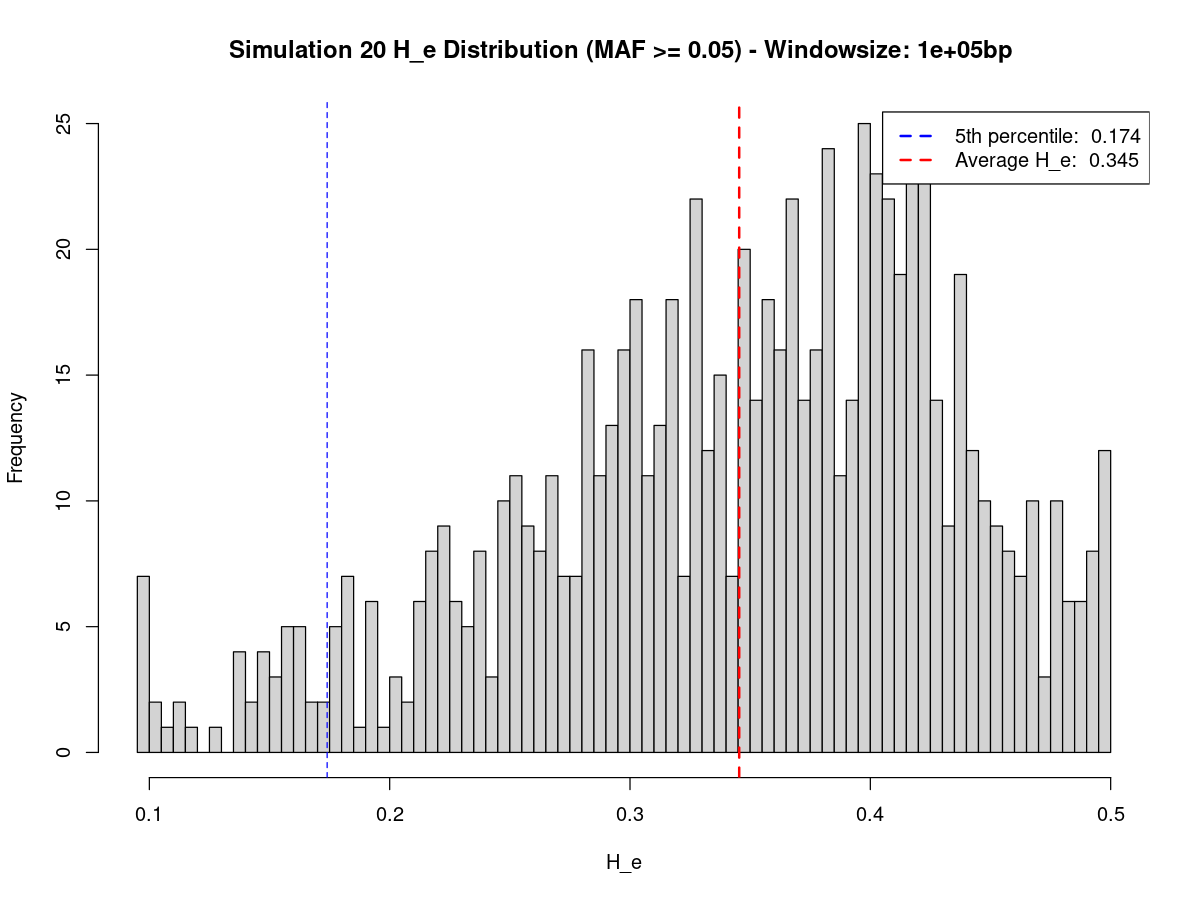 Simulation 20 H_e Distribution (MAF >= 0.05) - Windowsize: 1e+05bp
5th percentile: 0.174
Average H_e: 0.345
Frequency
25
20
15
10
5
0
0.1 0.2 0.3 0.4 0.5
H_e